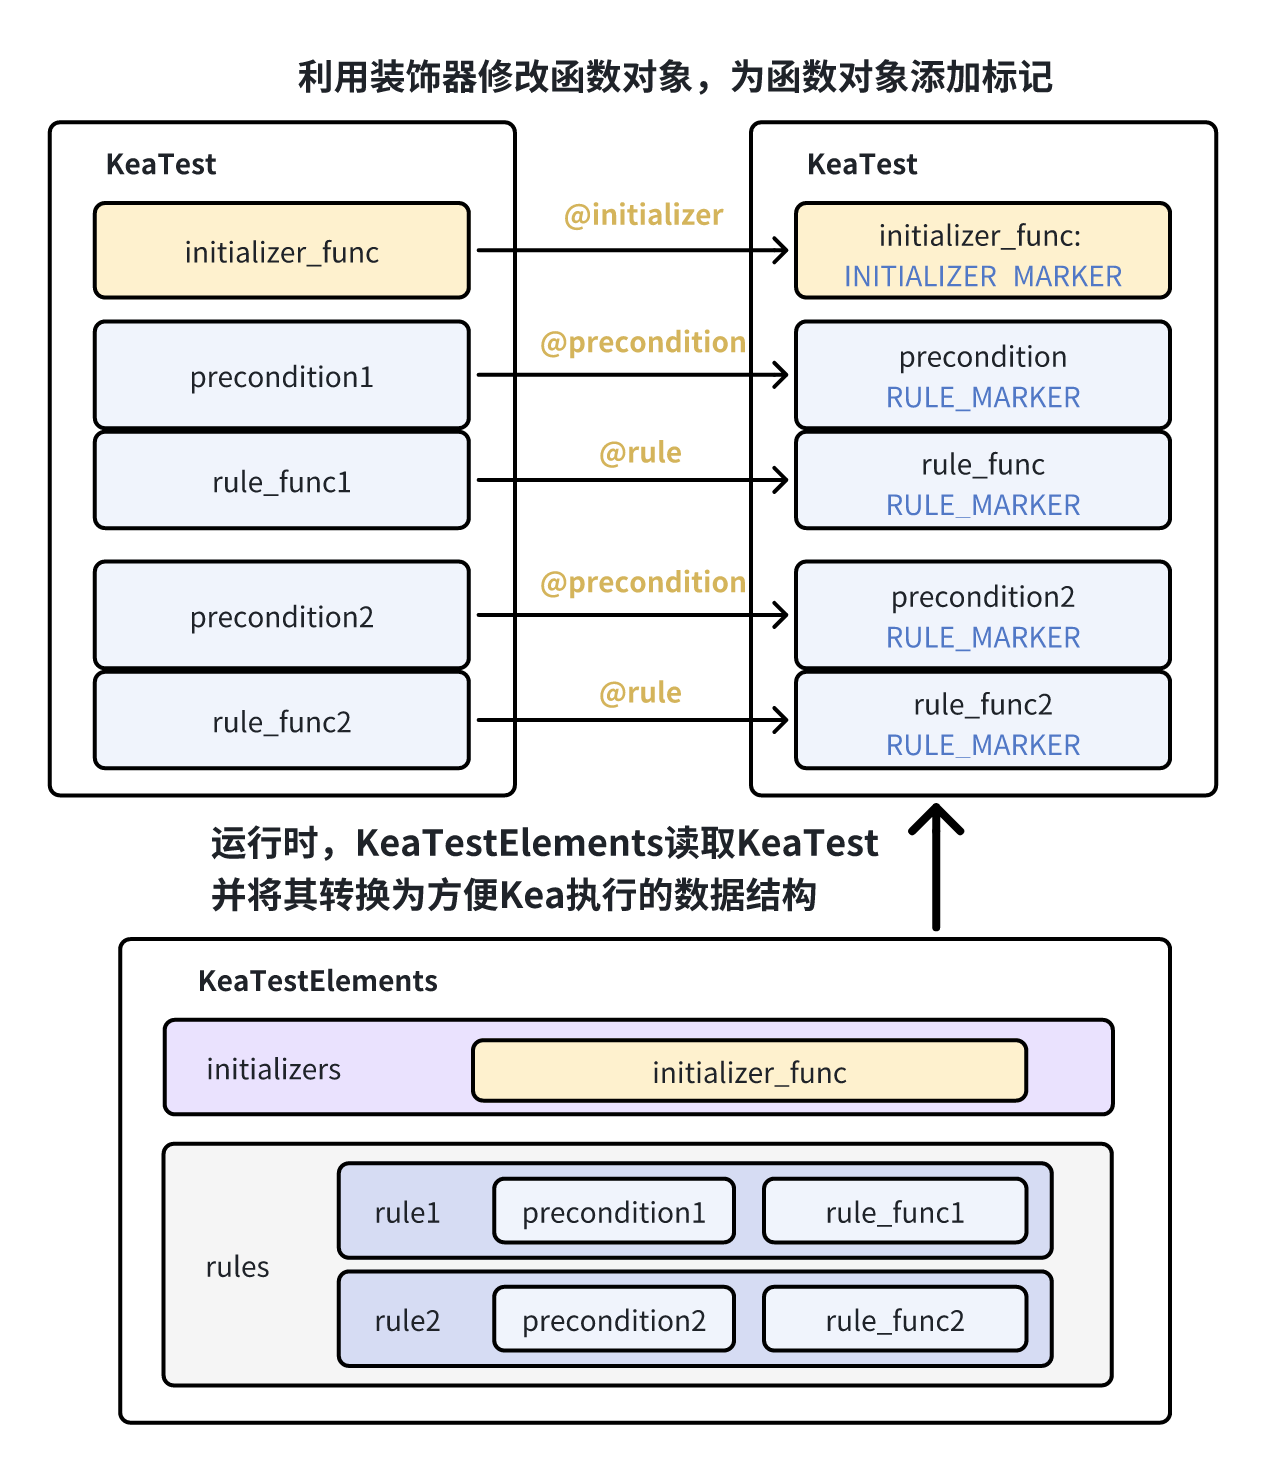 利用装饰器修改函数对象，为函数对象添加标记
KeaTest
initializer_func
precondition1
rule_func1
precondition2
rule_func2
@initializer
@precondition
@rule
@precondition
@rule
KeaTest
initializer_func:
INITIALIZER MARKER
precondition
RULE_MARKER
rule_func
RULE_MARKER
precondition2
RULE_MARKER
rule_func2
RULE_MARKER
运行时，KeaTestElements读取KeaTest
并将其转换为方便Kea执行的数据结构
KeaTestElements
initializers
initializer_func
rules
rule1
precondition1
rule_func1
rule2
precondition2
rule_func2